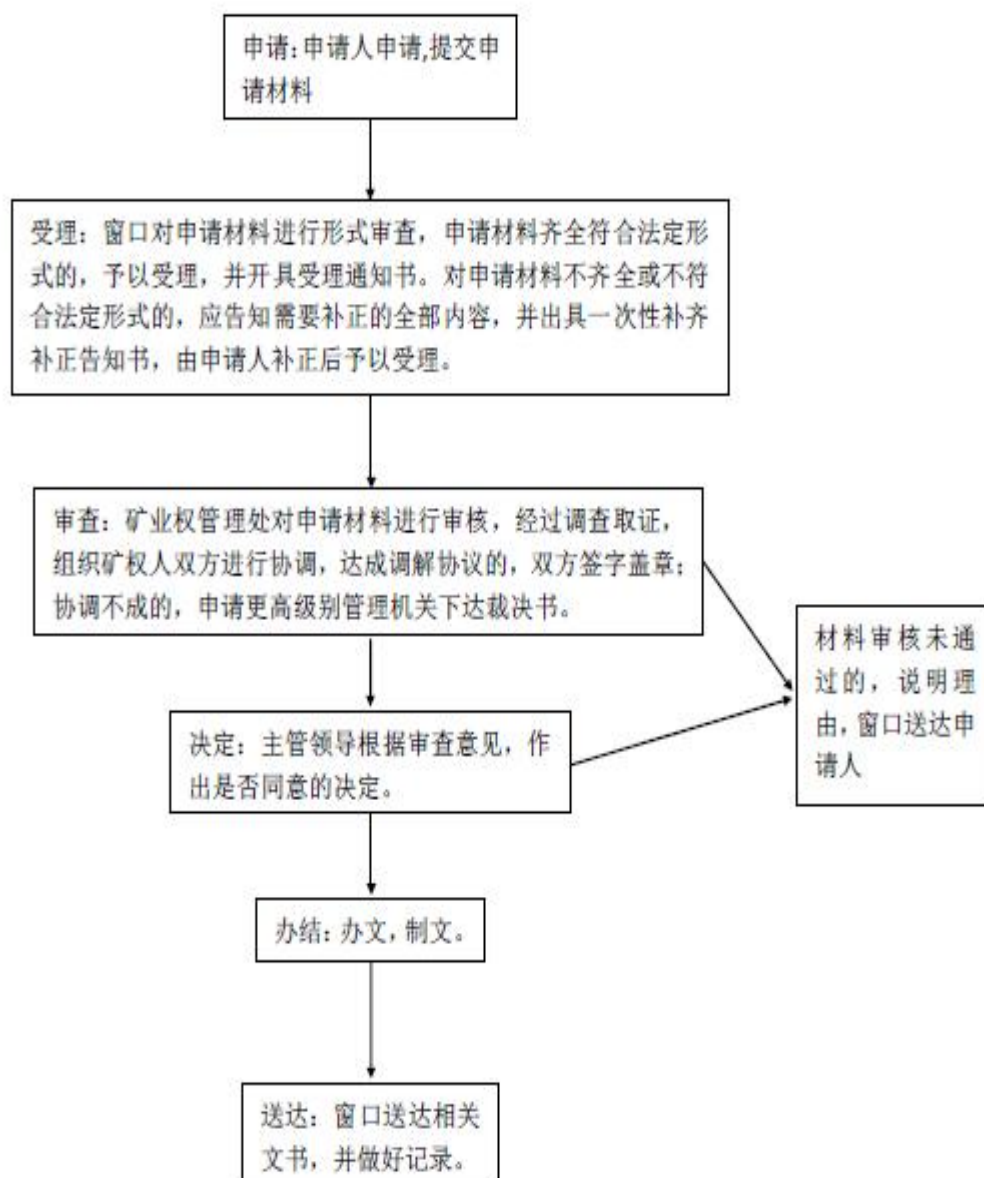 申请：申请人申请,提交申
请材料
受理：窗口对申请材料进行形式审查，申请材料齐全符合法定形
式的，予以受理，并开具受理通知书。对申请材料不齐全或不符
合法定形式的，应告知需要补正的全部内容，并出具一次性补齐
补正告知书，由申请人补正后予以受理。
审查：矿业权管理处对申请材料进行审核，经过调查取证，
组织矿权人双方进行协调，达成调解协议的，双方签字盖章；
协调不成的，申请更高级别管理机关下达裁决书。
材料审核未通
过的，说明理
由，窗口送达申
请人
决定：主管领导根据审查意见，作
出是否同意的决定。
办结：办文，制文。
送达：窗口送达相关
文书，并做好记录。